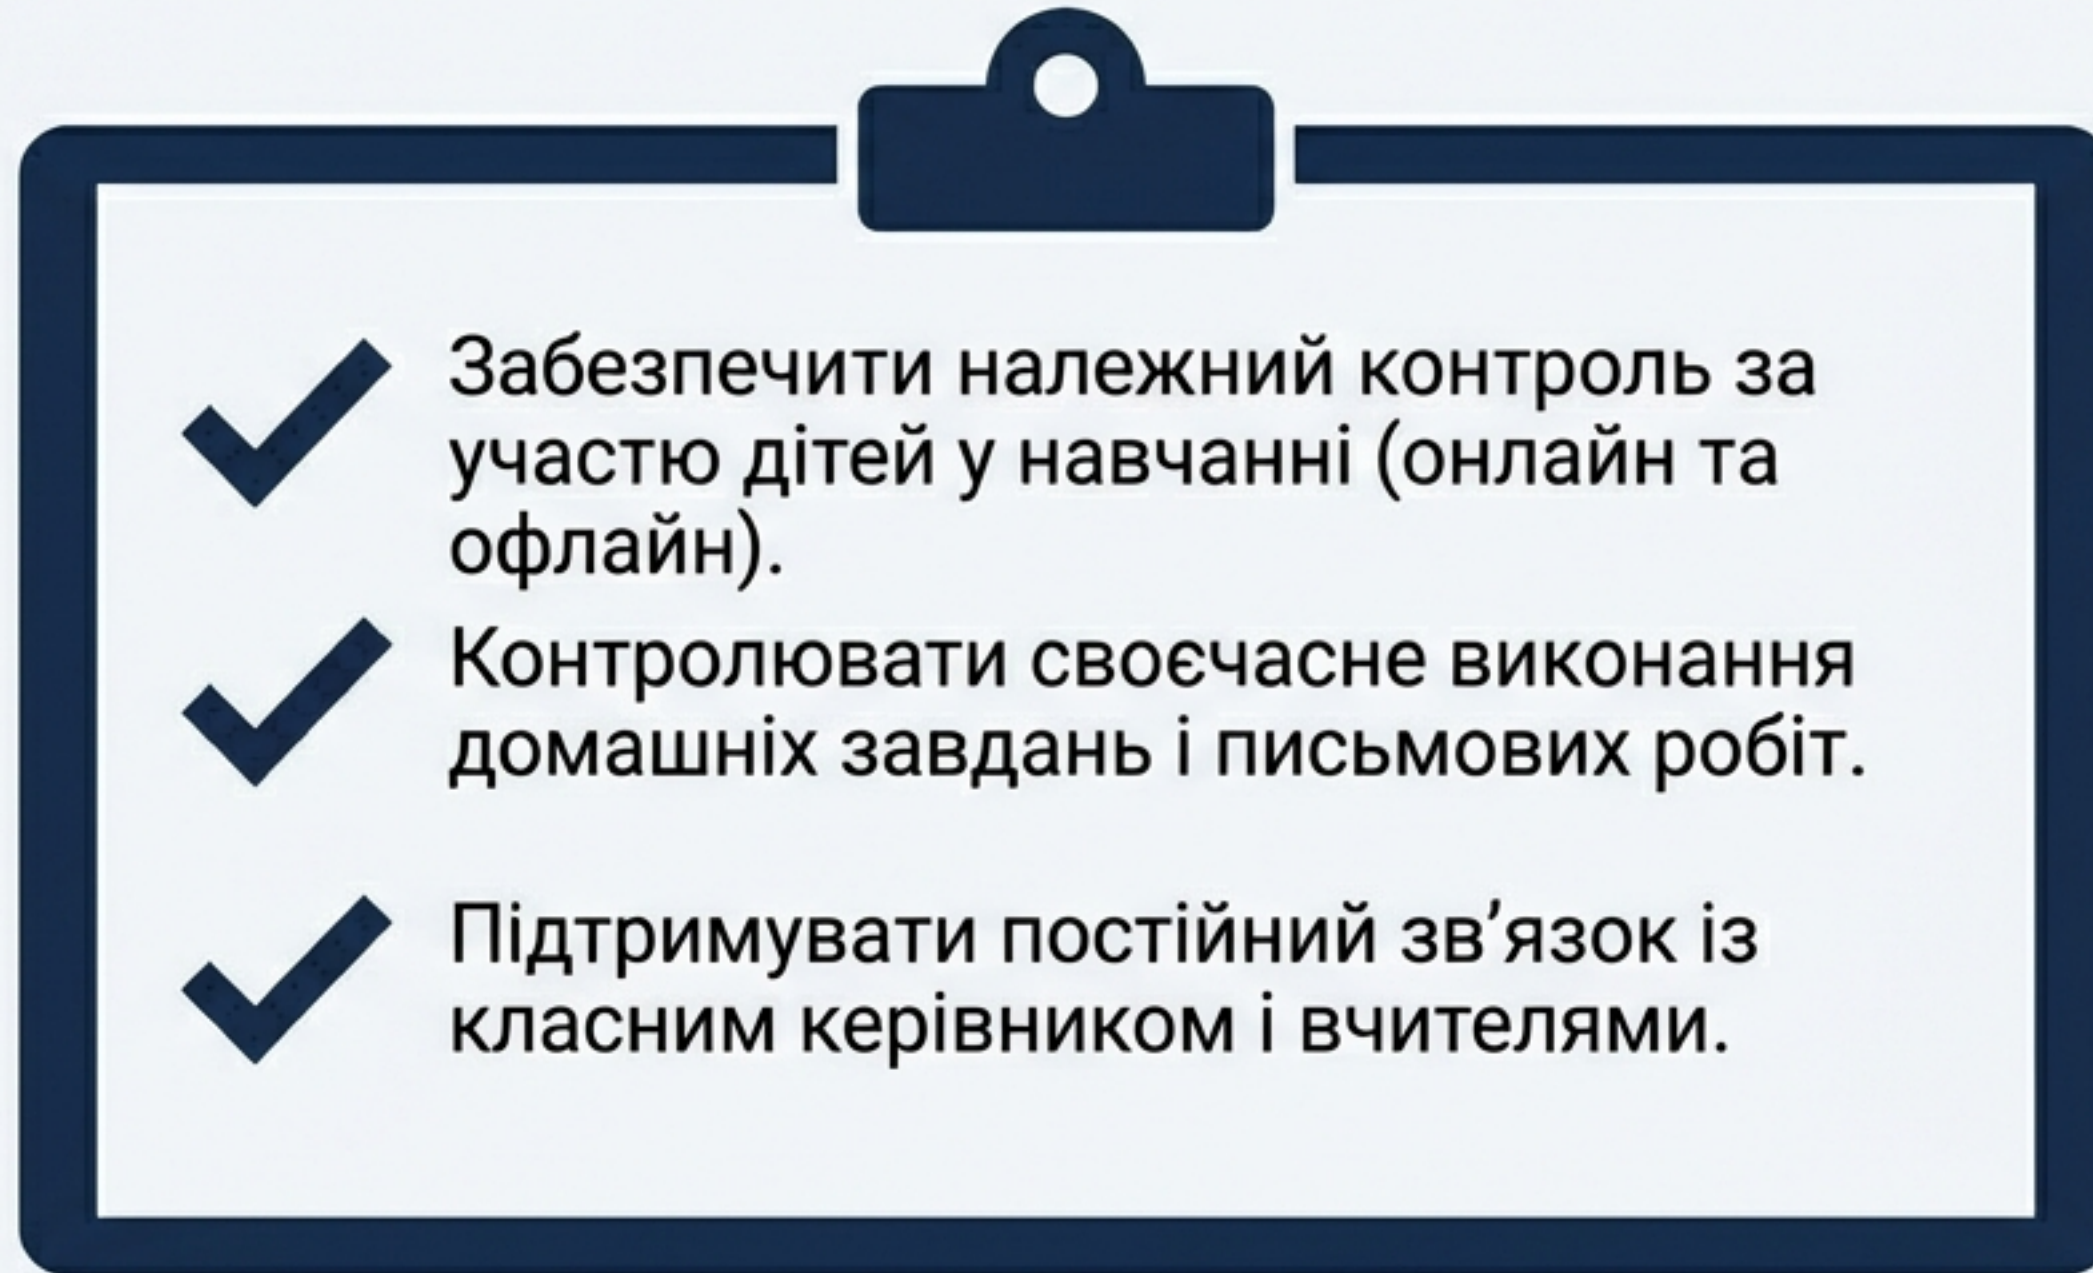 Забезпечити належний контроль за
участю дітей у навчанні (онлайн та
офлайн).
Контролювати своєчасне виконання
домашніх завдань і письмових робіт.
Підтримувати постійний зв’язок із
класним керівником і вчителями.